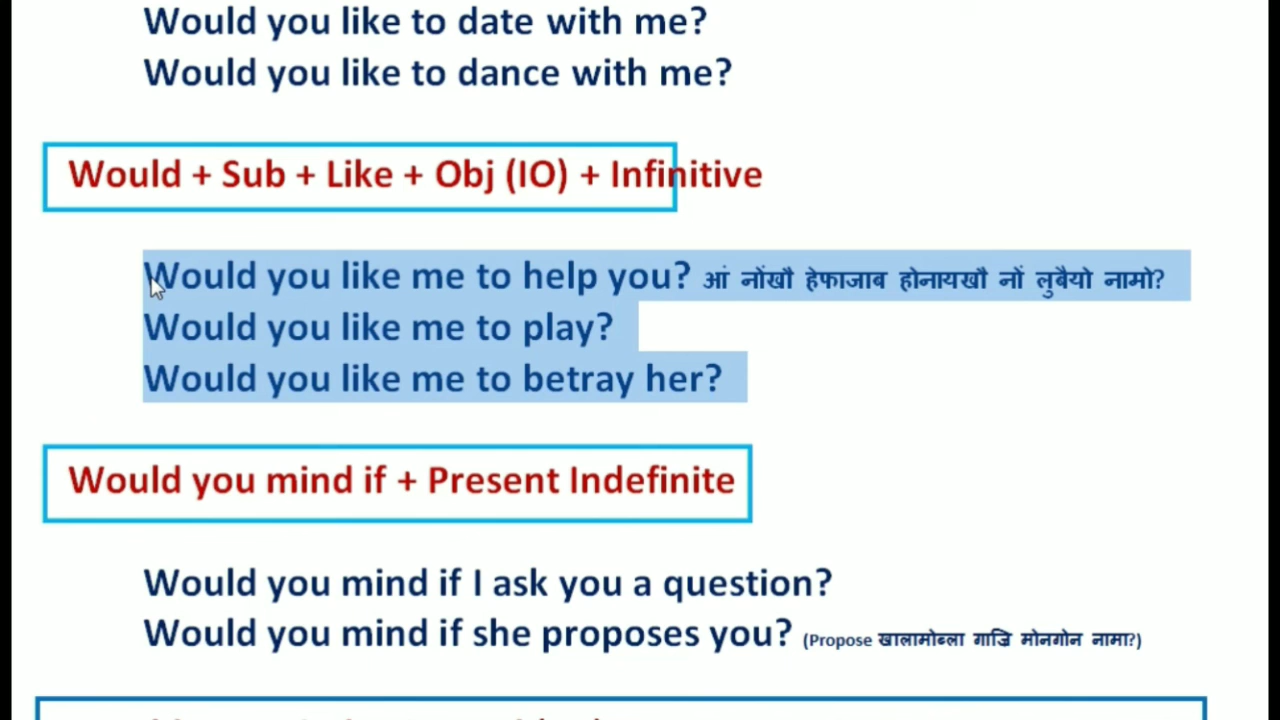 Would you like to date with me?
Would you like to dance with me?
Would + Sub + Like + Obj (IO) + Infinitive
Would you like me to help you? आं नोंखौ हेफाजाब होनायखौ नों लुबैयो नामो?
Would you like me to play?
Would you like me to betray her?
Would you mind if + Present Indefinite
Would you mind if I ask you a question?
Would you mind if she proposes you? (Propose खालामोब्ला गाजि मोनगोन नामा?)